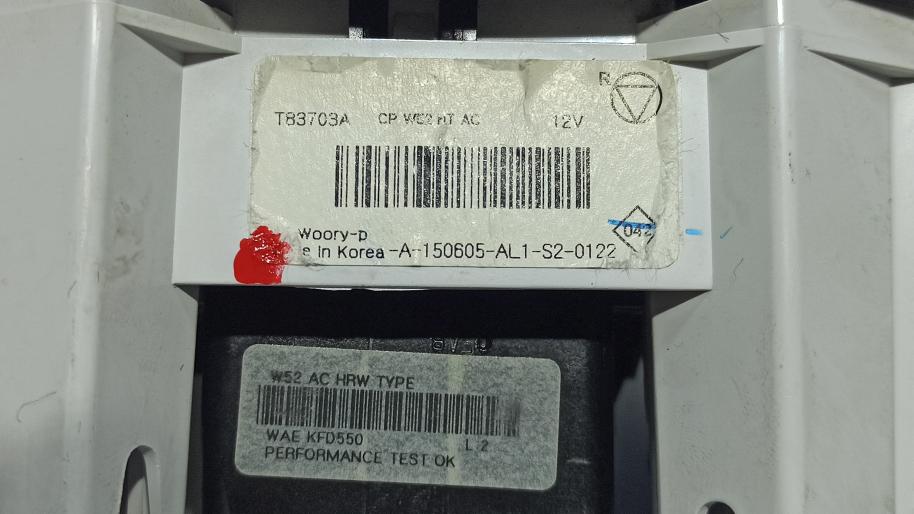 R
T83703A CP W52 HT AC 12V
Woory-p
e In Korea -A-150605-AL1-S2-0122
042
W52 AC HRW TYPE
WAE KFD550 L 2
PERFORMANCE TEST OK